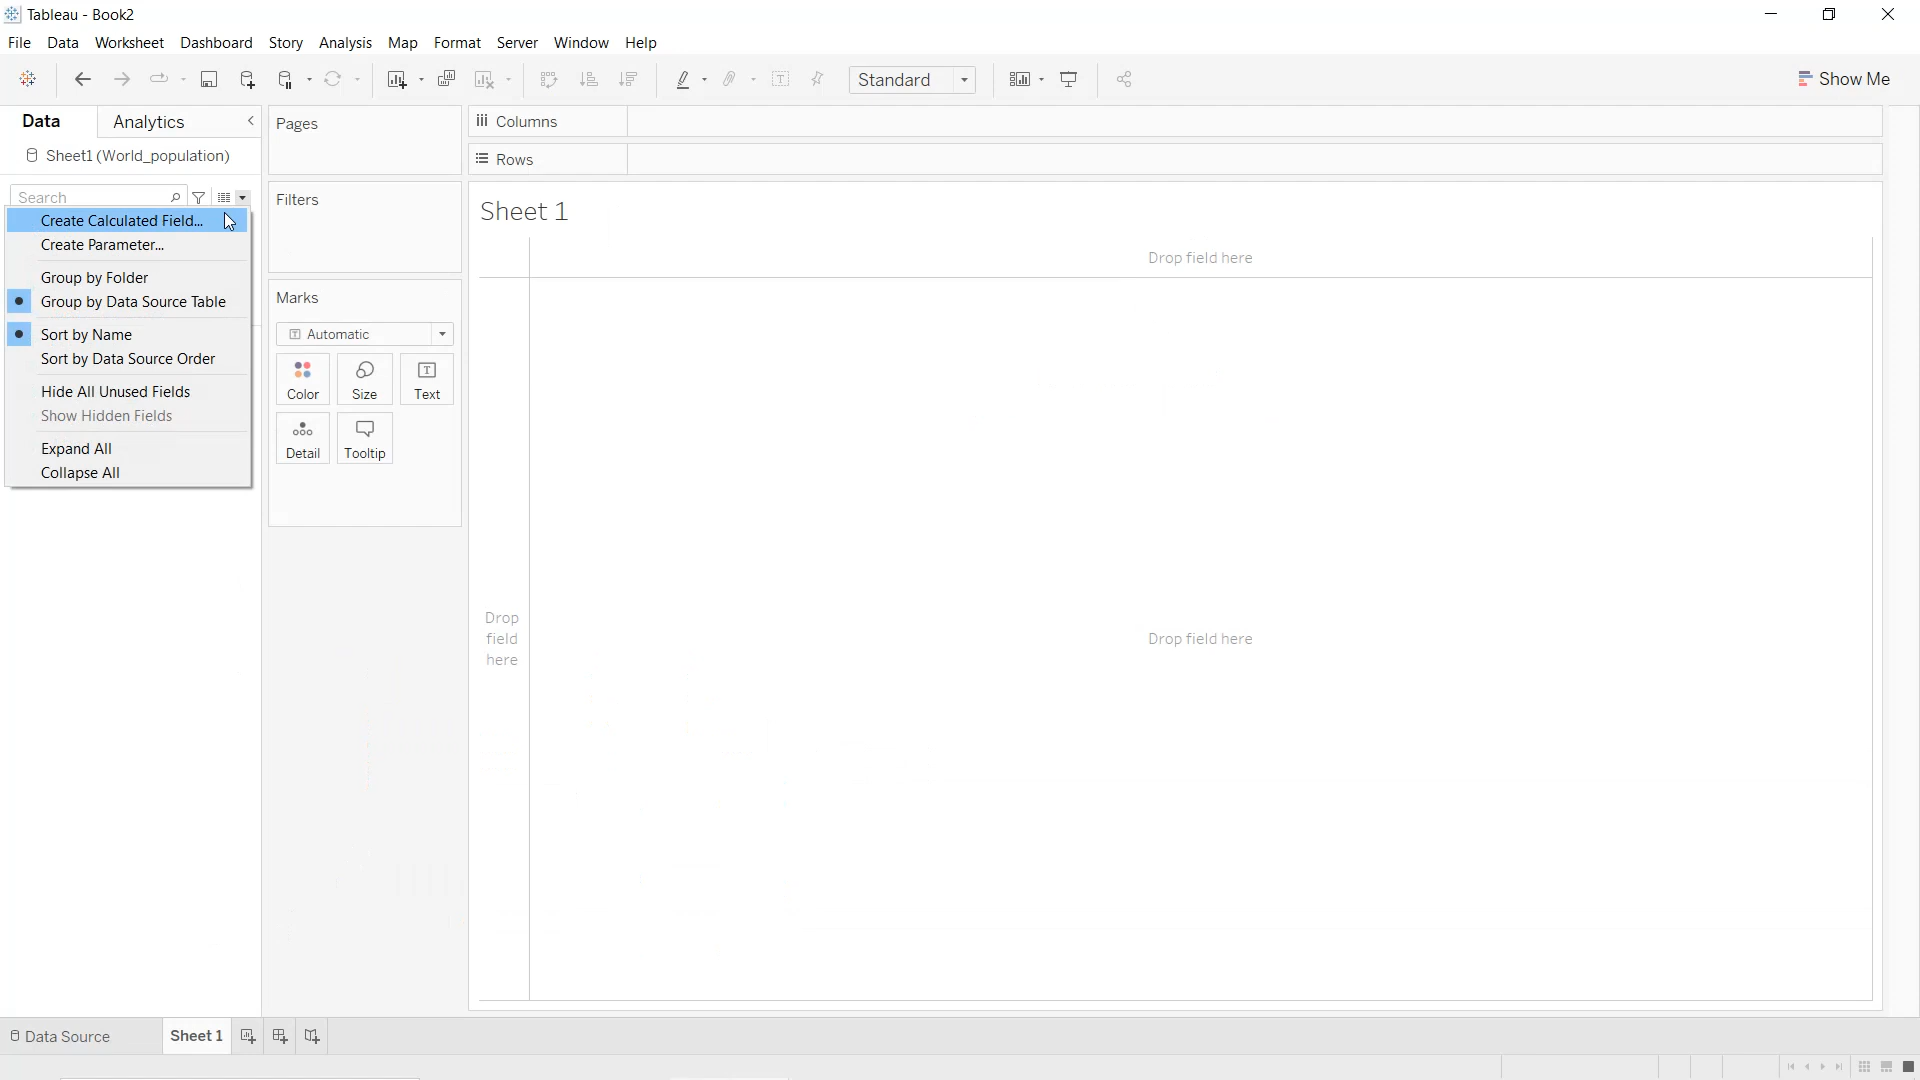 Tableau - Book2
File Data Worksheet Dashboard Story Analysis Map Format Server Window Help
Standard
Show Me
Data
Analytics
Pages
Columns
Sheet1 (World_population)
Rows
Search
Filters
Sheet 1
Create Calculated Field...
Create Parameter...
Drop field here
Group by Folder
Group by Data Source Table
Marks
Sort by Name
Automatic
Sort by Data Source Order
Color
Size
Text
Hide All Unused Fields
Show Hidden Fields
Expand All
Detail
Tooltip
Collapse All
Drop
field
here
Drop field here
Data Source
Sheet 1